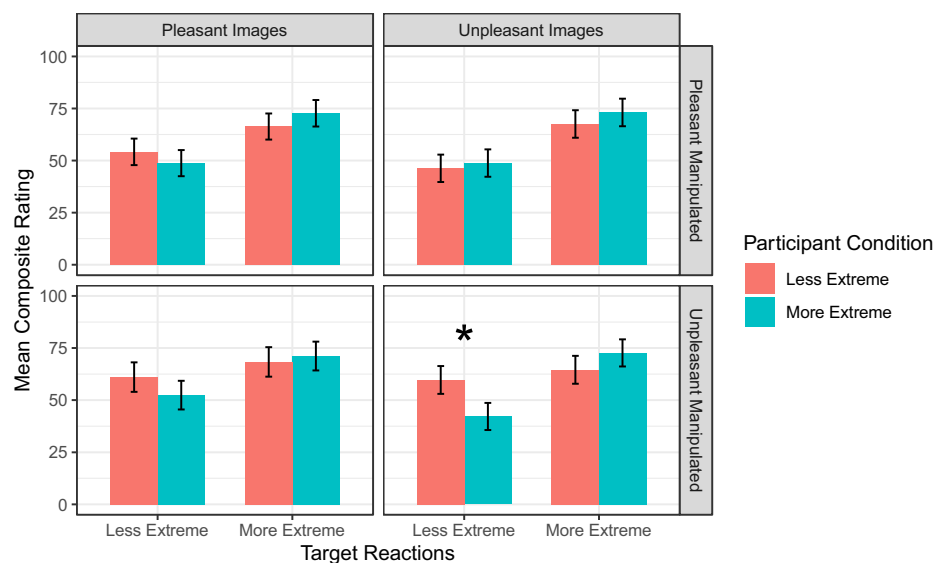 Pleasant Images
Unpleasant Images
Mean Composite Rating
100
75
50
25
0
Pleasant Manipulated
100
75
*
50
25
0
Unpleasant Manipulated
Less Extreme
More Extreme
Less Extreme
More Extreme
Target Reactions
Participant Condition
Less Extreme
More Extreme